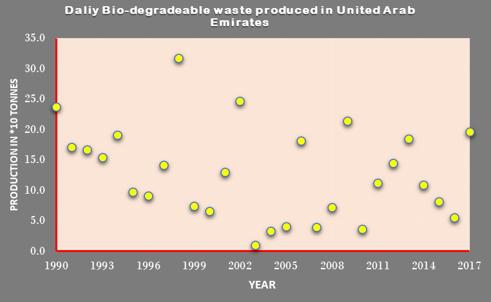 Daliy Bio-degradeable waste produced in United Arab
Emirates
PRODUCTION IN *10 TONNES
35.0
30.0
25.0
20.0
15.0
10.0
5.0
0.0
1990 1993 1996 1999 2002 2005 2008 2011 2014 2017
YEAR